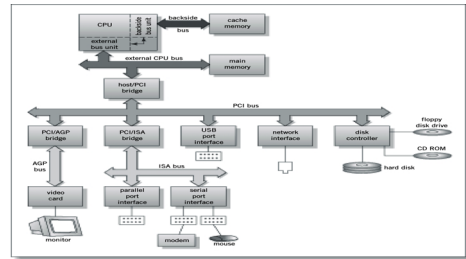 CPU
backside
bus unit
backside
bus
cache
memory
external
bus unit
external CPU bus
main
memory
host/PCI
bridge
PCI bus
PCI/AGP
bridge
PCI/ISA
bridge
USB
port
interface
network
interface
disk
controller
floppy
disk drive
CD ROM
hard disk
AGP
bus
ISA bus
video
card
parallel
port
interface
serial
port
interface
monitor
modem
mouse